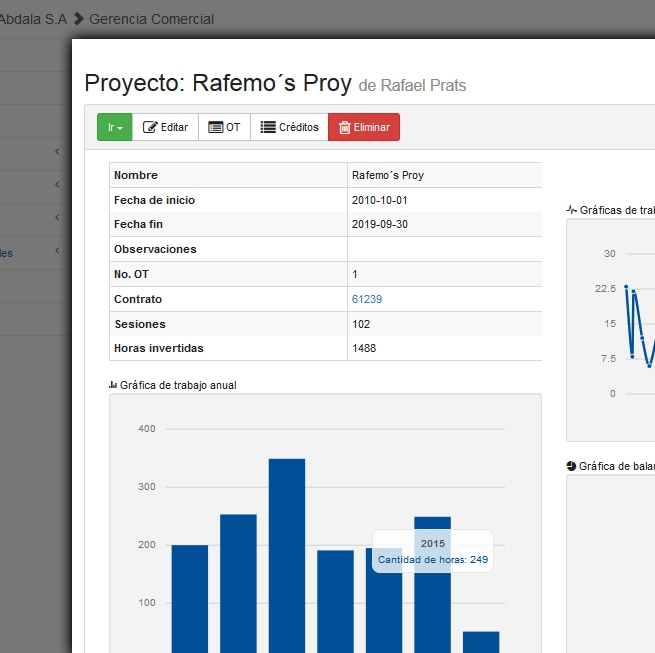 Abdala S.A Gerencia Comercial
Proyecto: Rafemo´s Proy de Rafael Prats
Ir Editar OT Créditos Eliminar
Nombre Rafemo´s Proy
Fecha de inicio 2010-10-01
Fecha fin 2019-09-30
Observaciones
No. OT 1
Contrato 61239
Sesiones 102
Horas invertidas 1488
Gráfica de trabajo anual
400
300
200
100
2015
Cantidad de horas: 249
les
Gráficas de tra
30
22.5
15
7.5
0
Gráfica de bala